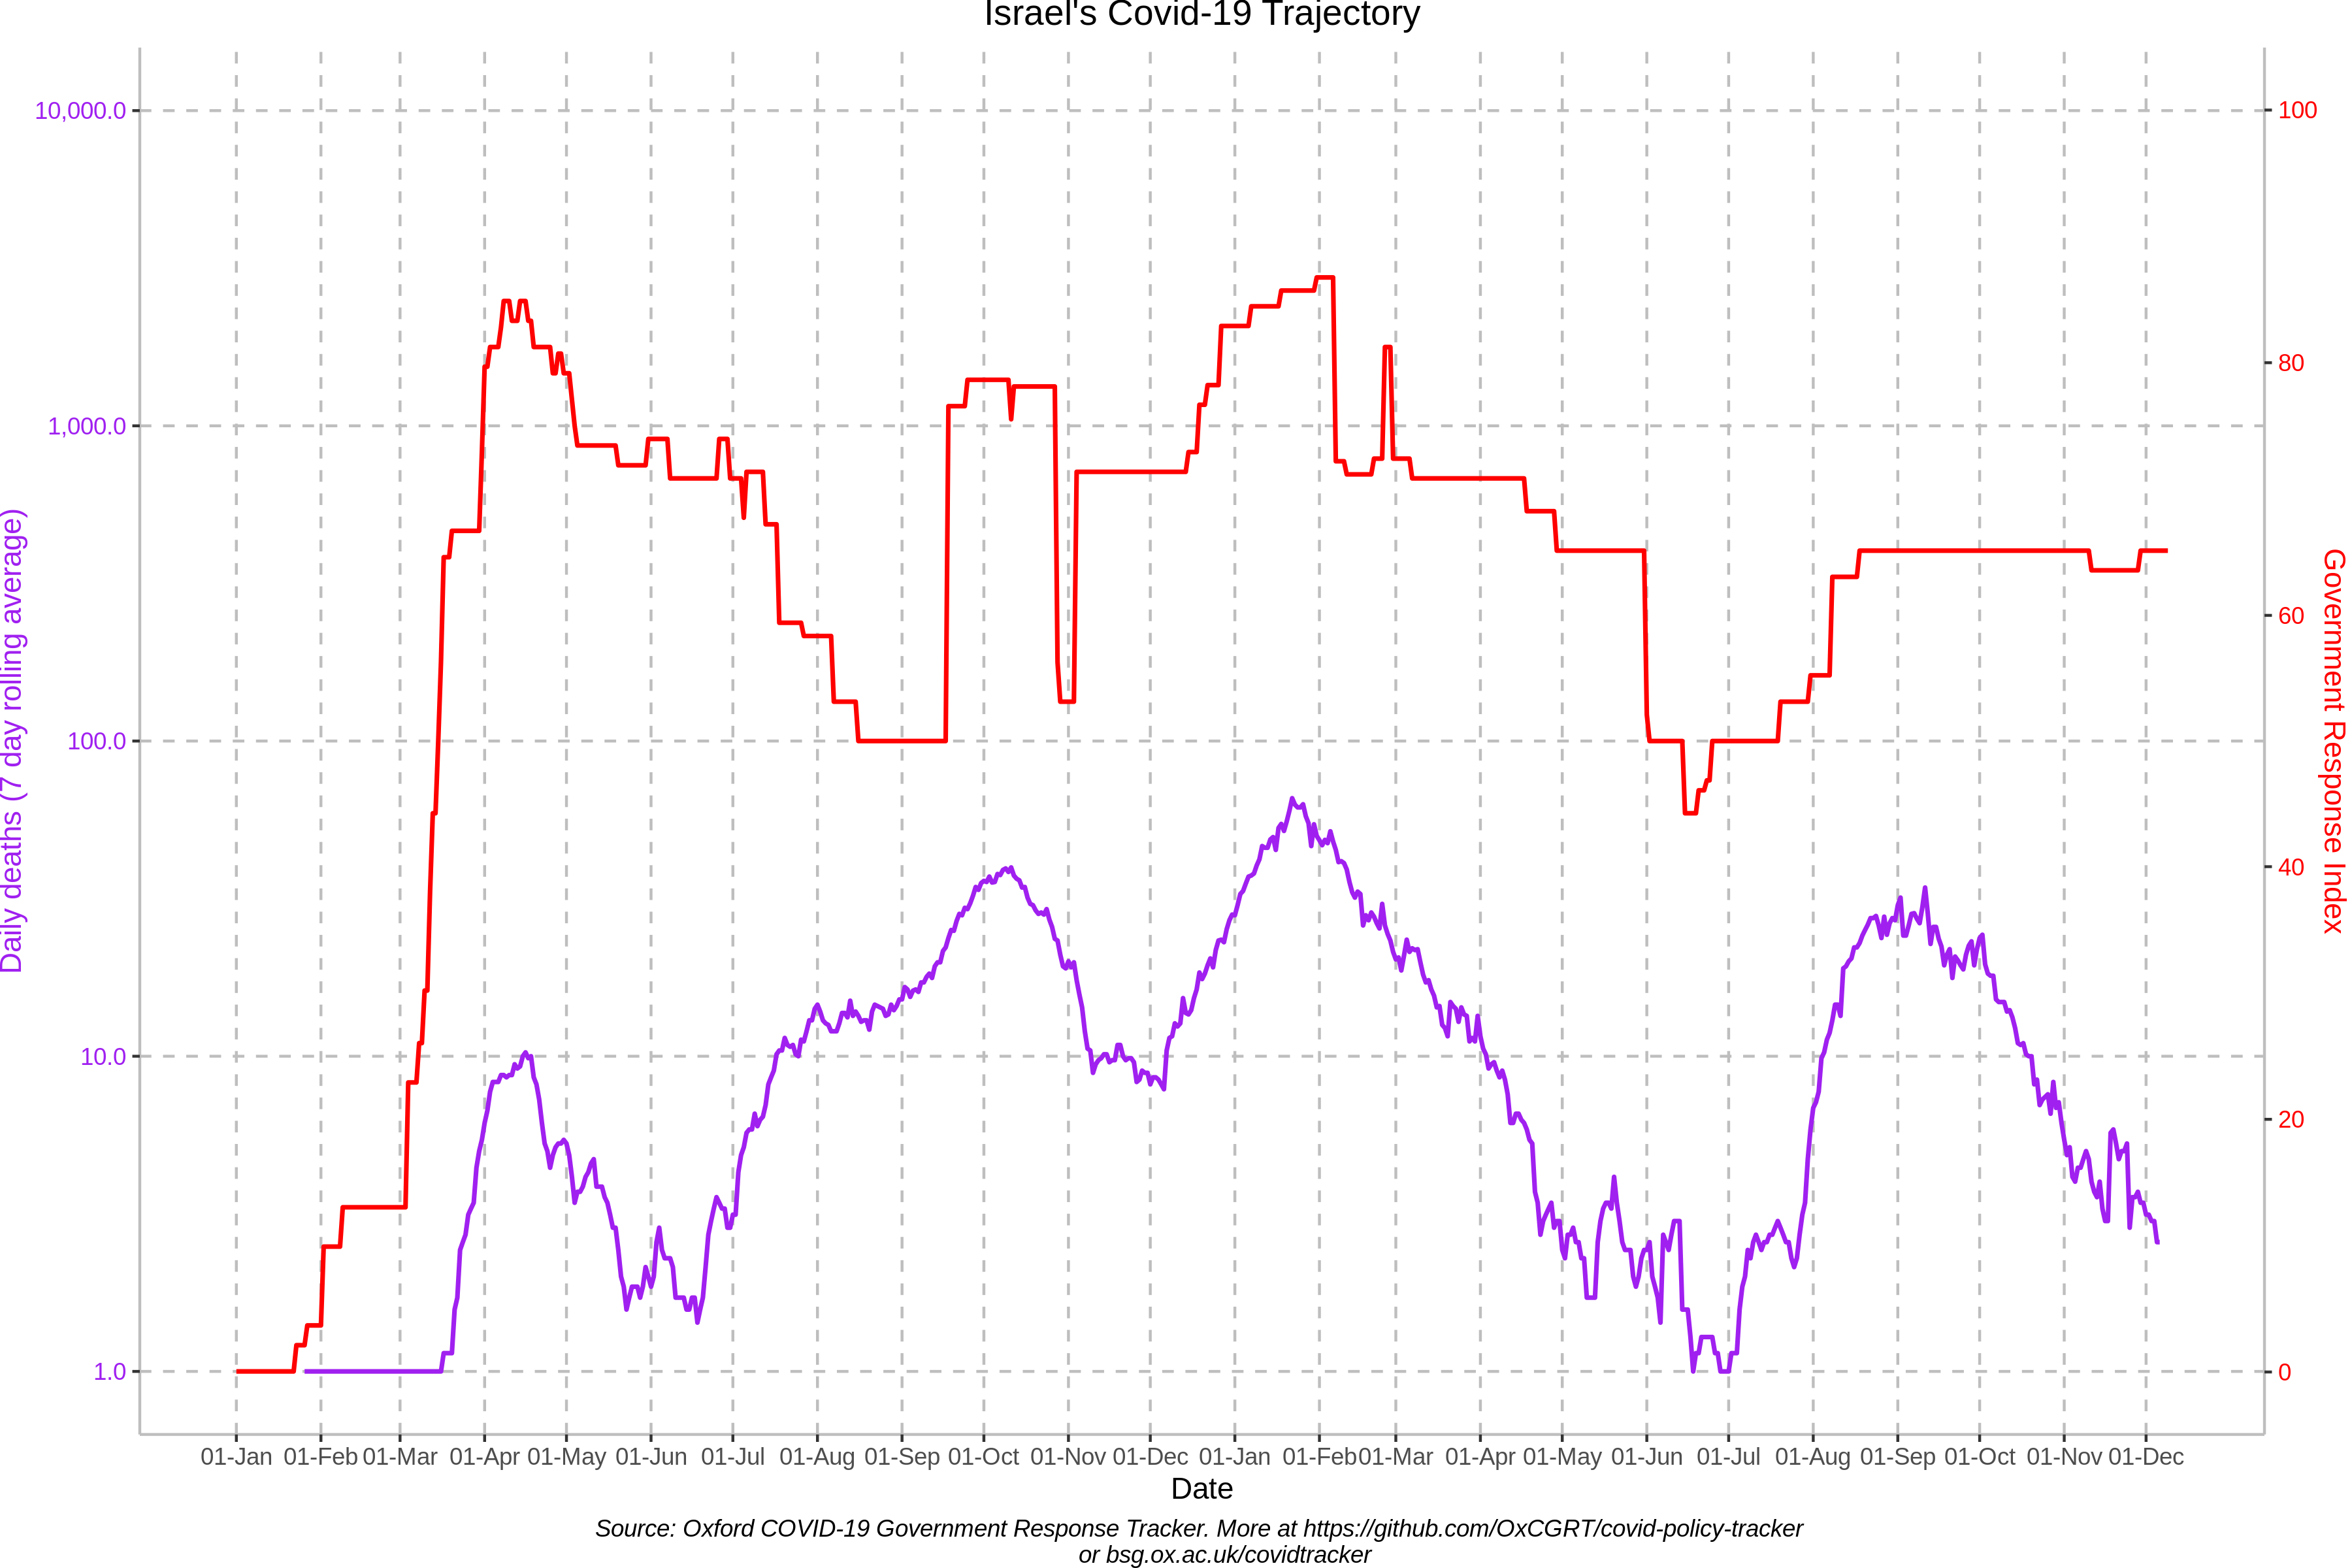 Israel's Covid-19 Trajectory
10,000.0
1,000.0
100.0
10.0
1.0
Daily deaths (7 day rolling average)
100
80
60
40
20
0
Government Response Index
01-Jan 01-Feb 01-Mar 01-Apr 01-May 01-Jun 01-Jul 01-Aug 01-Sep 01-Oct 01-Nov 01-Dec 01-Jan 01-Feb 01-Mar 01-Apr 01-May 01-Jun 01-Jul 01-Aug 01-Sep 01-Oct 01-Nov 01-Dec
Date
Source: Oxford COVID-19 Government Response Tracker. More at https://github.com/OxCGRT/covid-policy-tracker
or bsg.ox.ac.uk/covidtracker